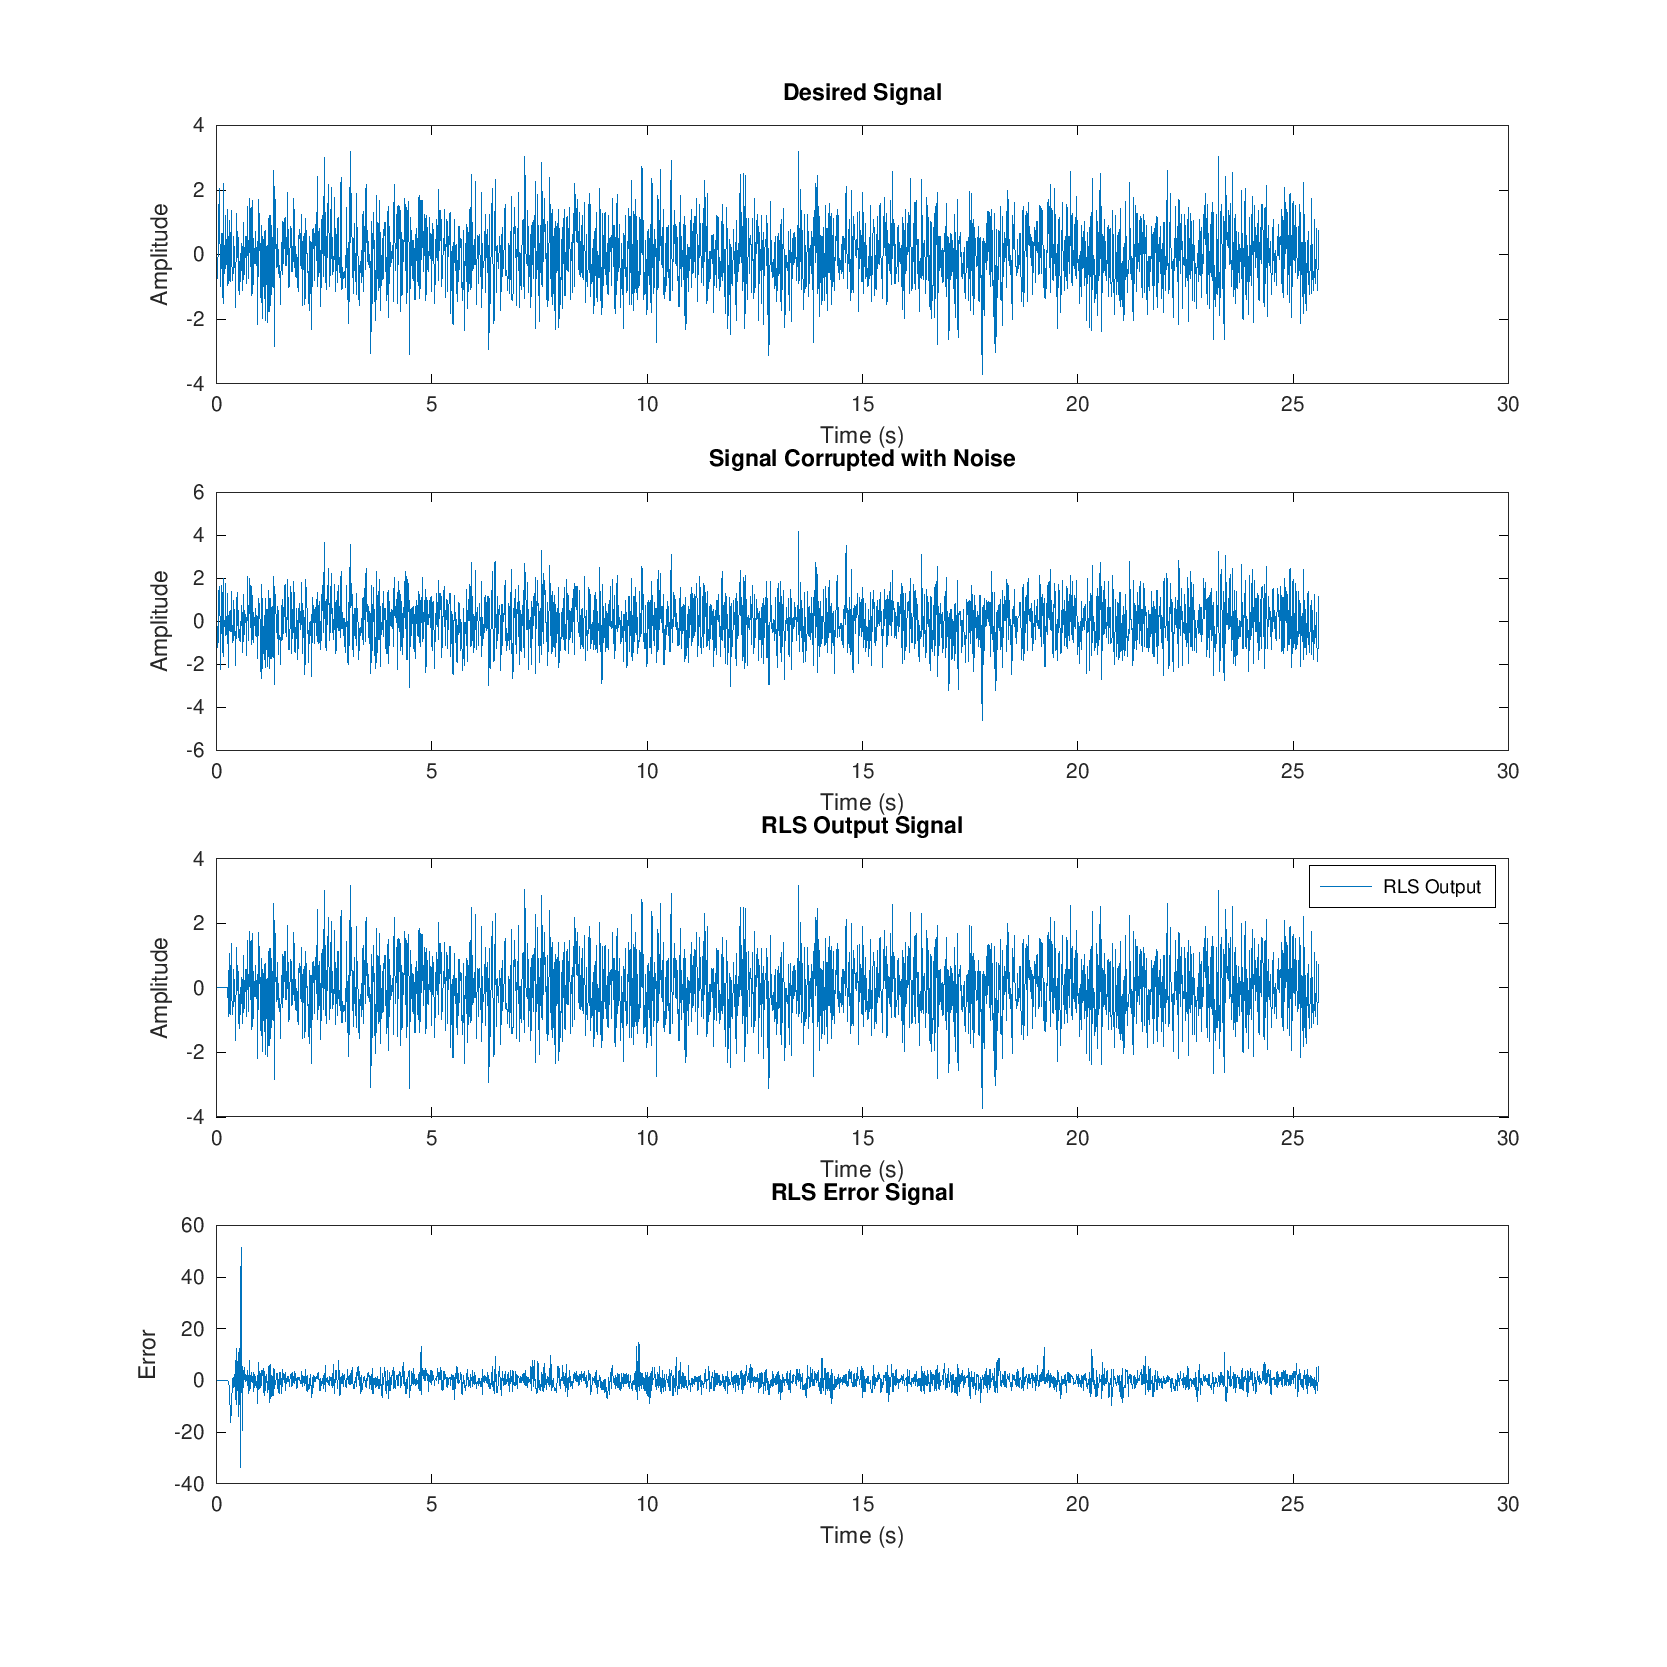 Desired Signal
4
2
0
-2
-4
Amplitude
0 5 10 15 20 25 30
Time (s)
Signal Corrupted with Noise
6
4
2
0
-2
-4
-6
Amplitude
0 5 10 15 20 25 30
Time (s)
RLS Output Signal
4
2
0
-2
-4
Amplitude
RLS Output
0 5 10 15 20 25 30
Time (s)
RLS Error Signal
60
40
20
0
-20
-40
Error
0 5 10 15 20 25 30
Time (s)